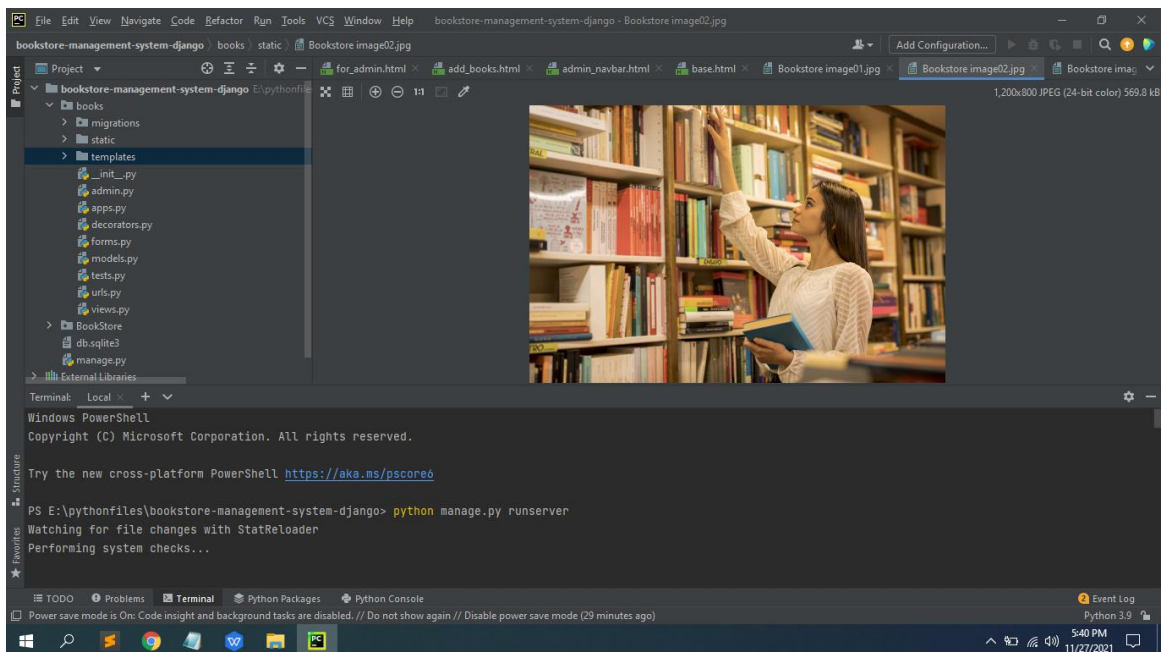 File Edit View Navigate Code Refactor Run Tools VCS Window Help bookstore-management-system-django - Bookstore image02.jpg
bookstore-management-system-django books static Bookstore image02.jpg Add Configuration...
Project for_admin.html add_books.html admin_navbar.html base.html Bookstore image01.jpg Bookstore image02.jpg Bookstore imag
Project
bookstore-management-system-django E:\pythonfile 1:1 1,200x800 JPEG (24-bit color) 569.8 kB
books
migrations
static
templates
__init__.py
admin.py
apps.py
decorators.py
forms.py
models.py
tests.py
urls.py
views.py
BookStore
db.sqlite3
manage.py
External Libraries
Terminal: Local + 
Windows PowerShell
Copyright (C) Microsoft Corporation. All rights reserved.
Try the new cross-platform PowerShell https://aka.ms/pscore6
PS E:\pythonfiles\bookstore-management-system-django> python manage.py runserver
Watching for file changes with StatReloader
Performing system checks...
Structure
Favorites
TODO Problems Terminal Python Packages Python Console 2 Event Log
Power save mode is On: Code insight and background tasks are disabled. // Do not show again // Disable power save mode (29 minutes ago) Python 3.9
5:40 PM
11/27/2021